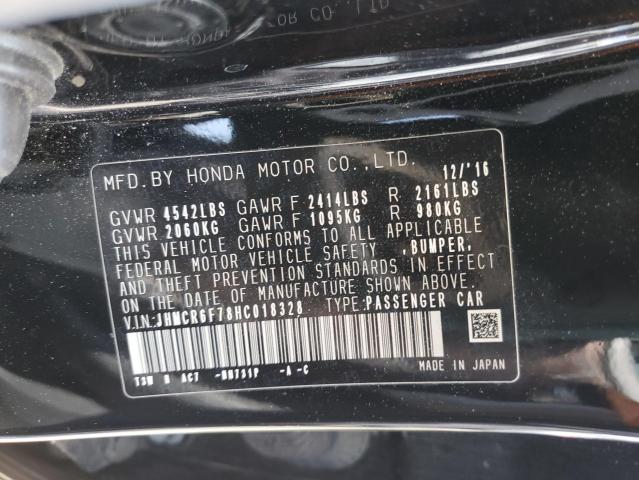 MFD.BY HONDA MOTOR CO.,LTD. 12/'16
GVWR 4542LBS GAWR F 2414LBS R 2161LBS
GVWR 2060KG GAWR F 1095KG R 980KG
THIS VEHICLE CONFORMS TO ALL APPLICABLE
FEDERAL MOTOR VEHICLE SAFETY ,BUMPER,
AND THEFT PREVENTION STANDARDS IN EFFECT
ON THE DATE OF MANUFACTURE SHOWN ABOVE.
V.I.N:JHMCR6F78HC018328 TYPE:PASSENGER CAR
-A -C
MADE IN JAPAN